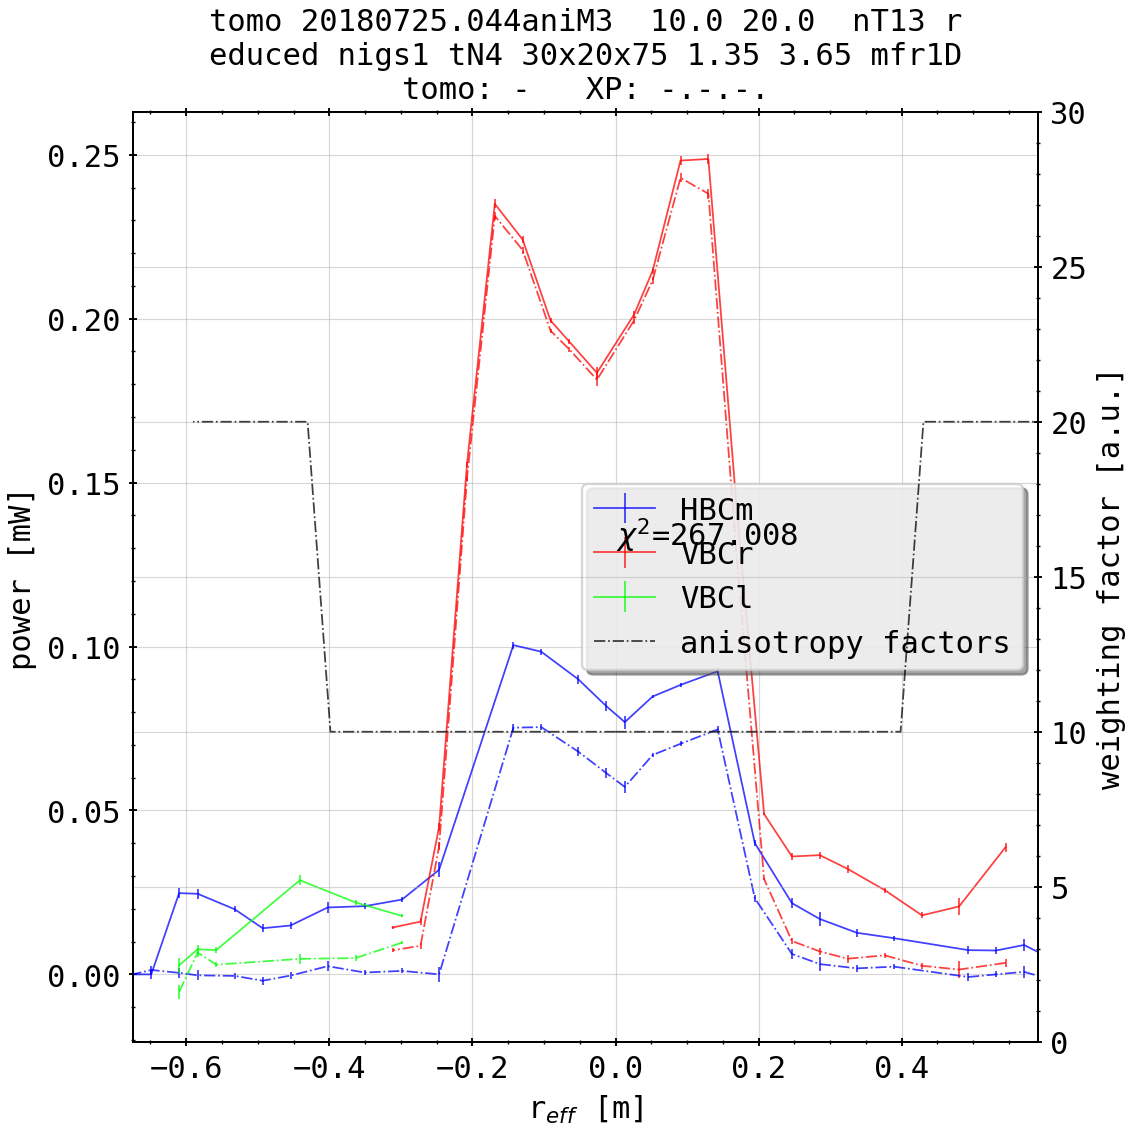 tomo 20180725.044aniM3  10.0 20.0  nT13 r
educed nigs1 tN4 30x20x75 1.35 3.65 mfr1D
tomo: -   XP: -.-.-.
0.25
0.20
0.15
0.10
0.05
0.00
power [mW]
30
25
20
15
10
5
0
weighting factor [a.u.]
HBCm
χ²=267.008
VBCr
VBCl
anisotropy factors
−0.6 −0.4 −0.2 0.0 0.2 0.4
r_eff [m]